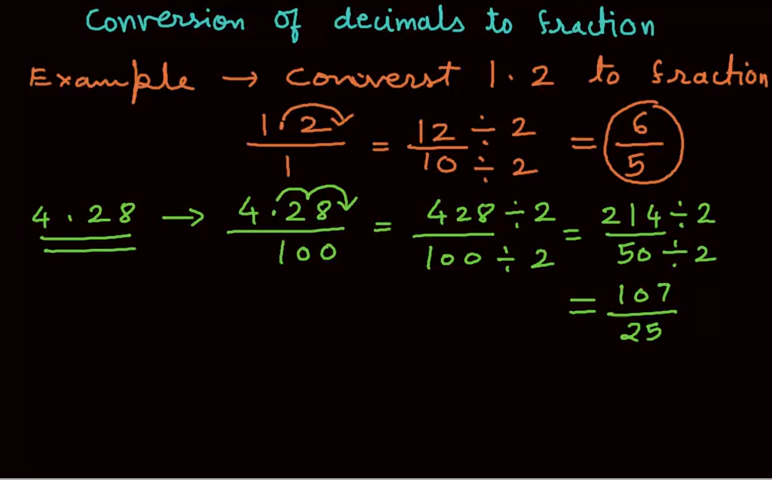 Conversion of decimals to fraction
Example → Converst 1.2 to fraction
1.2/1 = 12÷2/10÷2 = 6/5
4.28 → 4.28/100 = 428÷2/100÷2 = 214÷2/50÷2
= 107/25